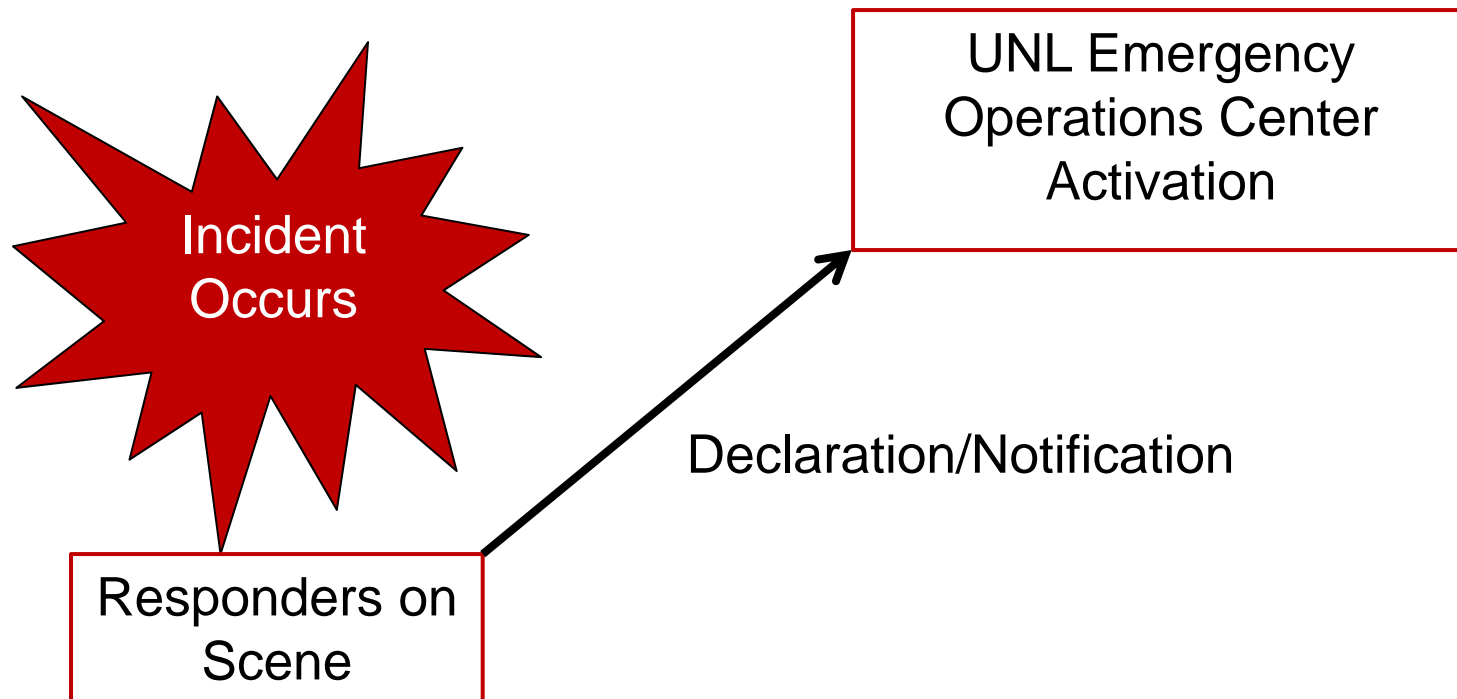 Incident
Occurs
UNL Emergency
Operations Center
Activation
Declaration/Notification
Responders on
Scene